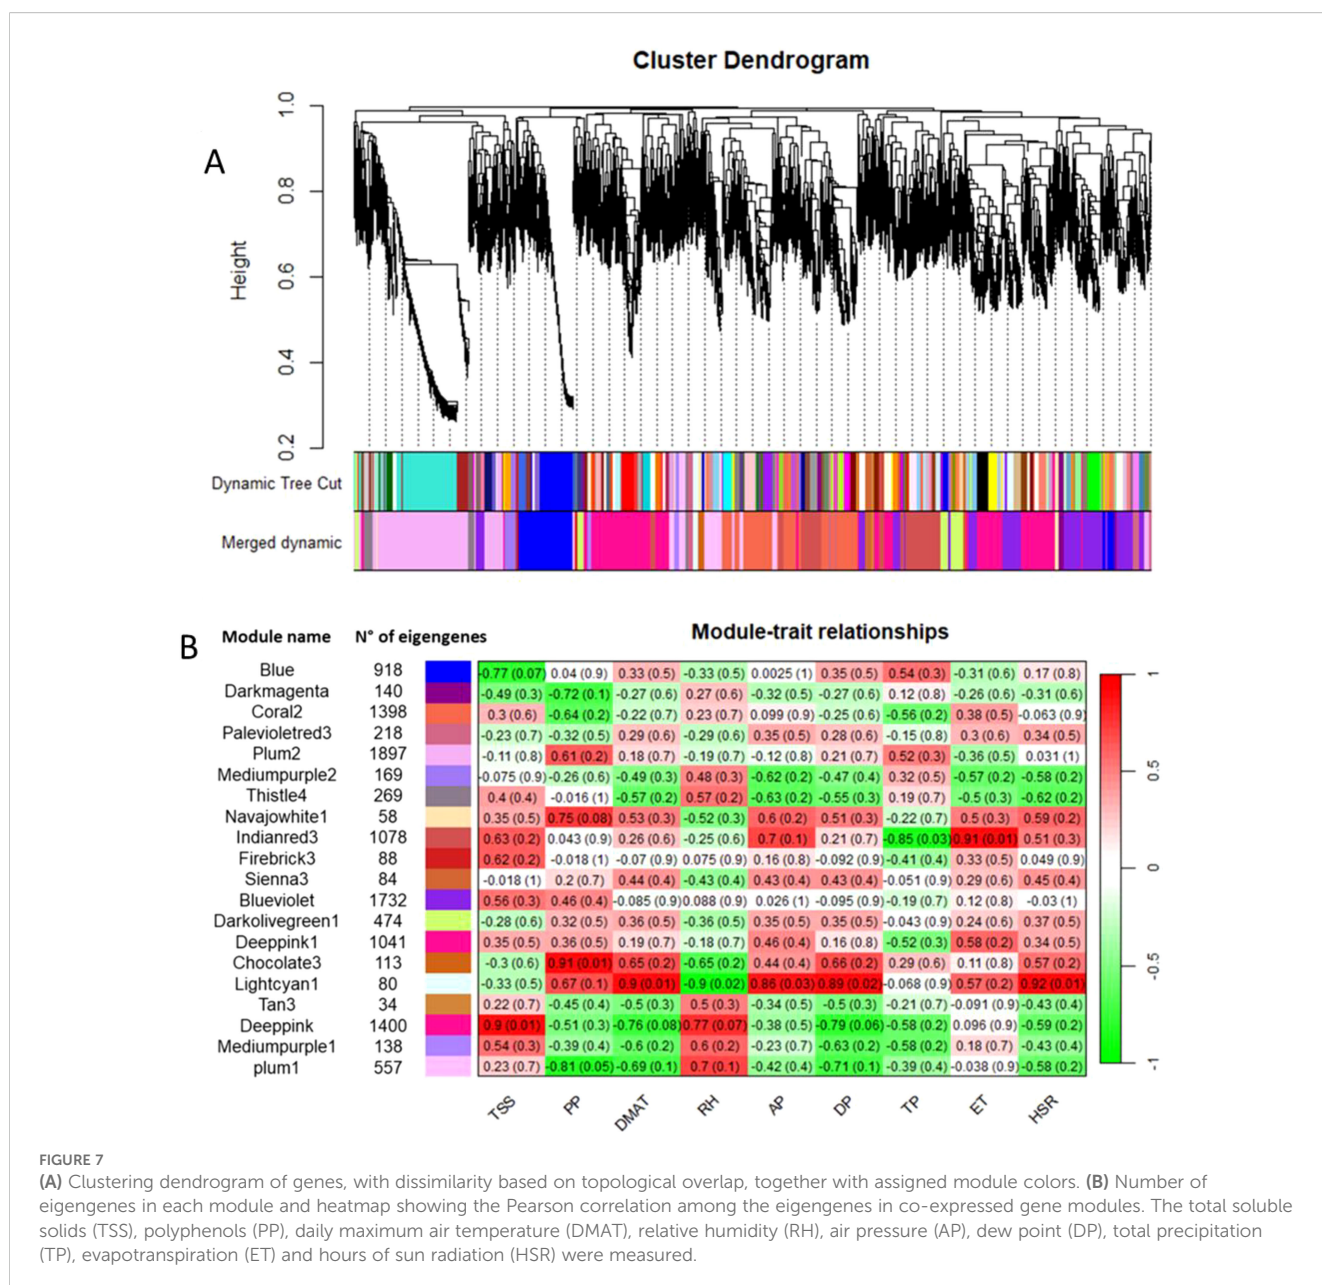 Cluster Dendrogram
A
Height
1.0
0.8
0.6
0.4
0.2
Dynamic Tree Cut
Merged dynamic
B
Module name N° of eigengenes Module-trait relationships
Blue 918 -0.77 (0.07) 0.04 (0.9) 0.33 (0.5) -0.33 (0.5) 0.0025 (1) 0.35 (0.5) 0.54 (0.3) -0.31 (0.6) 0.17 (0.8)
Darkmagenta 140 -0.49 (0.3) -0.72 (0.1) -0.27 (0.6) 0.27 (0.6) -0.32 (0.5) -0.27 (0.6) 0.12 (0.8) -0.26 (0.6) -0.31 (0.6)
Coral2 1398 0.3 (0.6) -0.64 (0.2) -0.22 (0.7) 0.23 (0.7) 0.099 (0.9) -0.25 (0.6) -0.56 (0.2) 0.38 (0.5) -0.063 (0.9)
Palevioletred3 218 -0.23 (0.7) -0.32 (0.5) 0.29 (0.6) -0.29 (0.6) 0.35 (0.5) 0.28 (0.6) -0.15 (0.8) 0.3 (0.6) 0.34 (0.5)
Plum2 1897 -0.11 (0.8) 0.61 (0.2) 0.18 (0.7) -0.19 (0.7) -0.12 (0.8) 0.21 (0.7) 0.52 (0.3) -0.36 (0.5) 0.031 (1)
Mediumpurple2 169 -0.075 (0.9) -0.26 (0.6) -0.49 (0.3) 0.48 (0.3) -0.62 (0.2) -0.47 (0.4) 0.32 (0.5) -0.57 (0.2) -0.58 (0.2)
Thistle4 269 0.4 (0.4) -0.016 (1) -0.57 (0.2) 0.57 (0.2) -0.63 (0.2) -0.55 (0.3) 0.19 (0.7) -0.5 (0.3) -0.62 (0.2)
Navajowhite1 58 0.35 (0.5) 0.75 (0.08) 0.53 (0.3) -0.52 (0.3) 0.6 (0.2) 0.51 (0.3) -0.22 (0.7) 0.5 (0.3) 0.59 (0.2)
Indianred3 1078 0.63 (0.2) 0.043 (0.9) 0.26 (0.6) -0.25 (0.6) 0.7 (0.1) 0.21 (0.7) -0.85 (0.03) 0.91 (0.01) 0.51 (0.3)
Firebrick3 88 0.62 (0.2) -0.018 (1) -0.07 (0.9) 0.075 (0.9) 0.16 (0.8) -0.092 (0.9) -0.41 (0.4) 0.33 (0.5) 0.049 (0.9)
Sienna3 84 -0.018 (1) 0.2 (0.7) 0.44 (0.4) -0.43 (0.4) 0.43 (0.4) 0.43 (0.4) -0.051 (0.9) 0.29 (0.6) 0.45 (0.4)
Blueviolet 1732 0.56 (0.3) 0.46 (0.4) -0.085 (0.9) 0.088 (0.9) 0.026 (1) -0.095 (0.9) -0.19 (0.7) 0.12 (0.8) -0.03 (1)
Darkolivegreen1 474 -0.28 (0.6) 0.32 (0.5) 0.36 (0.5) -0.36 (0.5) 0.35 (0.5) 0.35 (0.5) -0.043 (0.9) 0.24 (0.6) 0.37 (0.5)
Deeppink1 1041 0.35 (0.5) 0.36 (0.5) 0.19 (0.7) -0.18 (0.7) 0.46 (0.4) 0.16 (0.8) -0.52 (0.3) 0.58 (0.2) 0.34 (0.5)
Chocolate3 113 -0.3 (0.6) 0.91 (0.01) 0.65 (0.2) -0.65 (0.2) 0.44 (0.4) 0.66 (0.2) 0.29 (0.6) 0.11 (0.8) 0.57 (0.2)
Lightcyan1 80 -0.33 (0.5) 0.67 (0.1) 0.9 (0.01) -0.9 (0.02) 0.86 (0.03) 0.89 (0.02) -0.068 (0.9) 0.57 (0.2) 0.92 (0.01)
Tan3 34 0.22 (0.7) -0.45 (0.4) -0.5 (0.3) 0.5 (0.3) -0.34 (0.5) -0.5 (0.3) -0.21 (0.7) -0.091 (0.9) -0.43 (0.4)
Deeppink 1400 0.9 (0.01) -0.51 (0.3) -0.76 (0.08) 0.77 (0.07) -0.38 (0.5) -0.79 (0.06) -0.58 (0.2) 0.096 (0.9) -0.59 (0.2)
Mediumpurple1 138 0.54 (0.3) -0.39 (0.4) -0.6 (0.2) 0.6 (0.2) -0.23 (0.7) -0.63 (0.2) -0.58 (0.2) 0.18 (0.7) -0.43 (0.4)
plum1 557 0.23 (0.7) -0.81 (0.05) -0.69 (0.1) 0.7 (0.1) -0.42 (0.4) -0.71 (0.1) -0.39 (0.4) -0.038 (0.9) -0.58 (0.2)
TSS PP DMAT RH AP DP TP ET HSR
1
0.5
0
-0.5
-1
FIGURE 7
(A) Clustering dendrogram of genes, with dissimilarity based on topological overlap, together with assigned module colors. (B) Number of
eigengenes in each module and heatmap showing the Pearson correlation among the eigengenes in co-expressed gene modules. The total soluble
solids (TSS), polyphenols (PP), daily maximum air temperature (DMAT), relative humidity (RH), air pressure (AP), dew point (DP), total precipitation
(TP), evapotranspiration (ET) and hours of sun radiation (HSR) were measured.